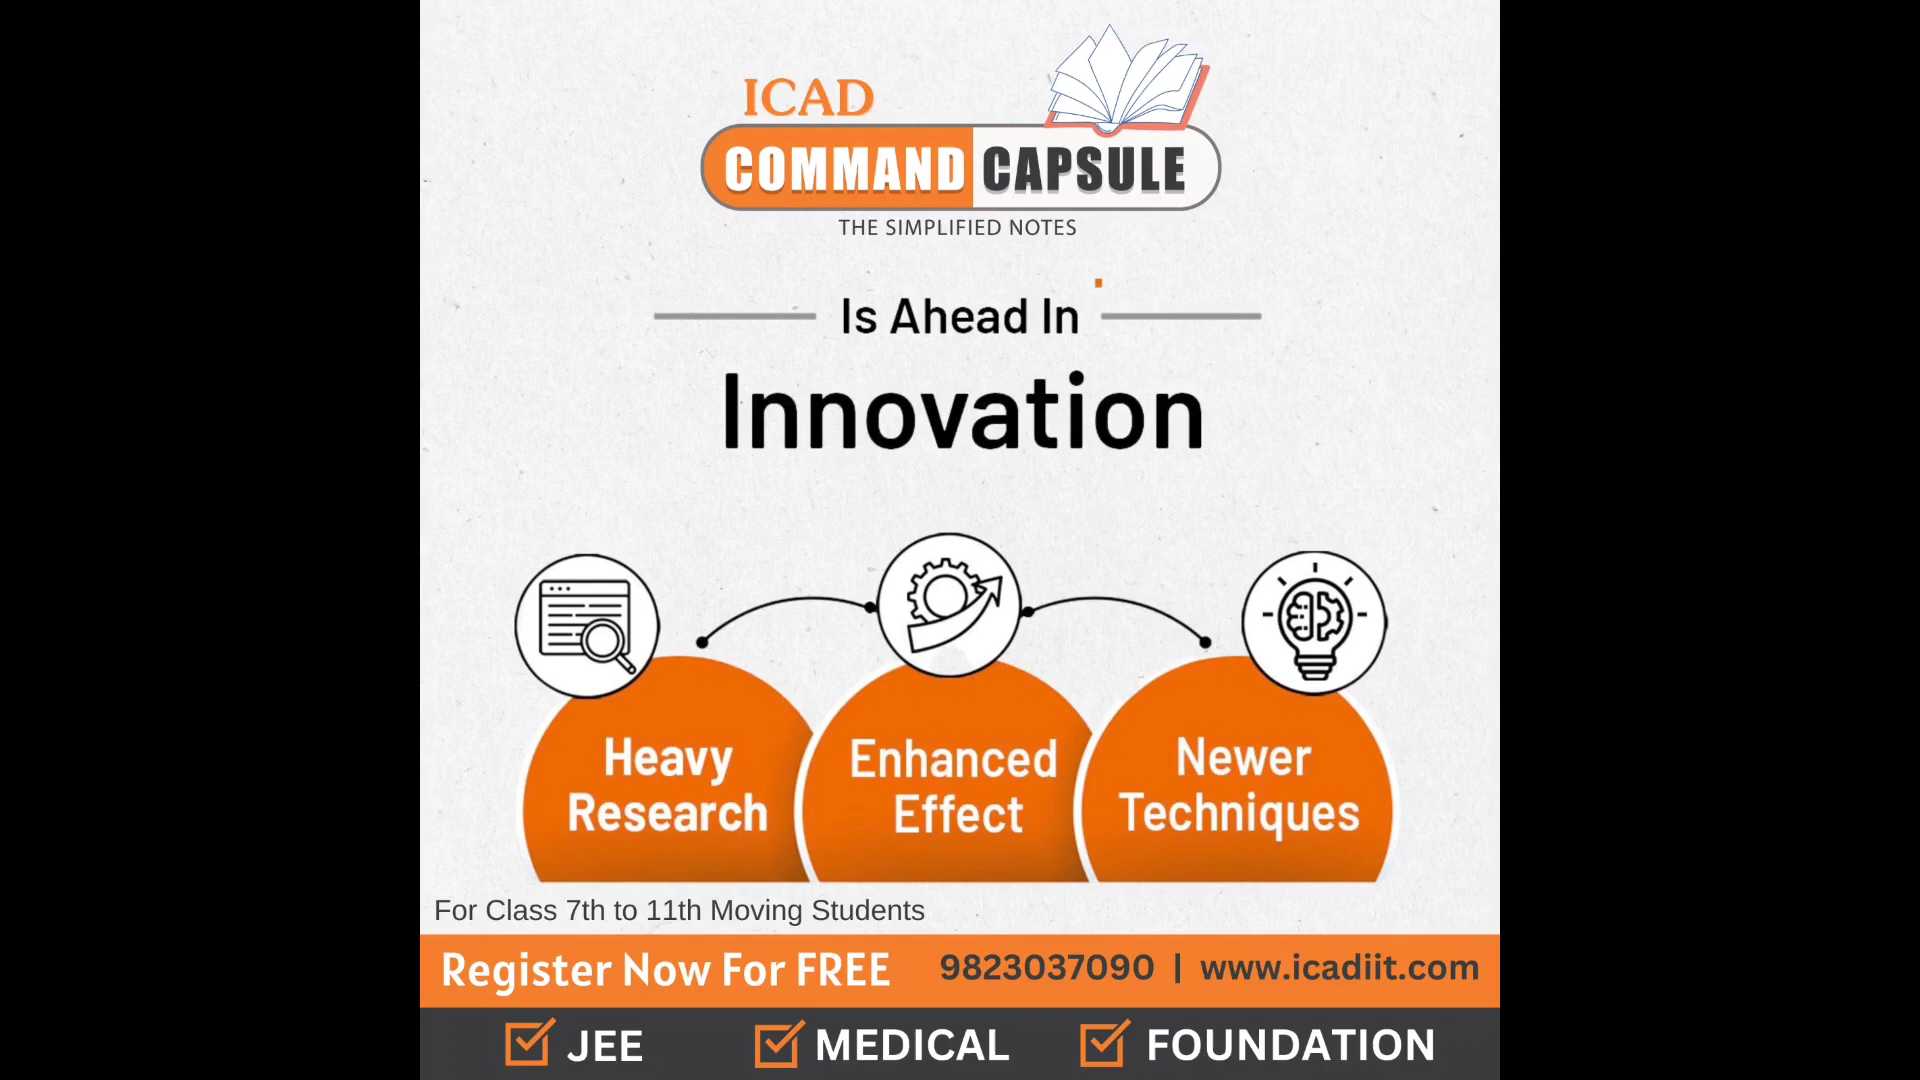 ICAD
COMMAND CAPSULE
THE SIMPLIFIED NOTES
Is Ahead In
Innovation
Heavy
Research
Enhanced
Effect
Newer
Techniques
For Class 7th to 11th Moving Students
Register Now For FREE 9823037090 | www.icadiit.com
JEE MEDICAL FOUNDATION